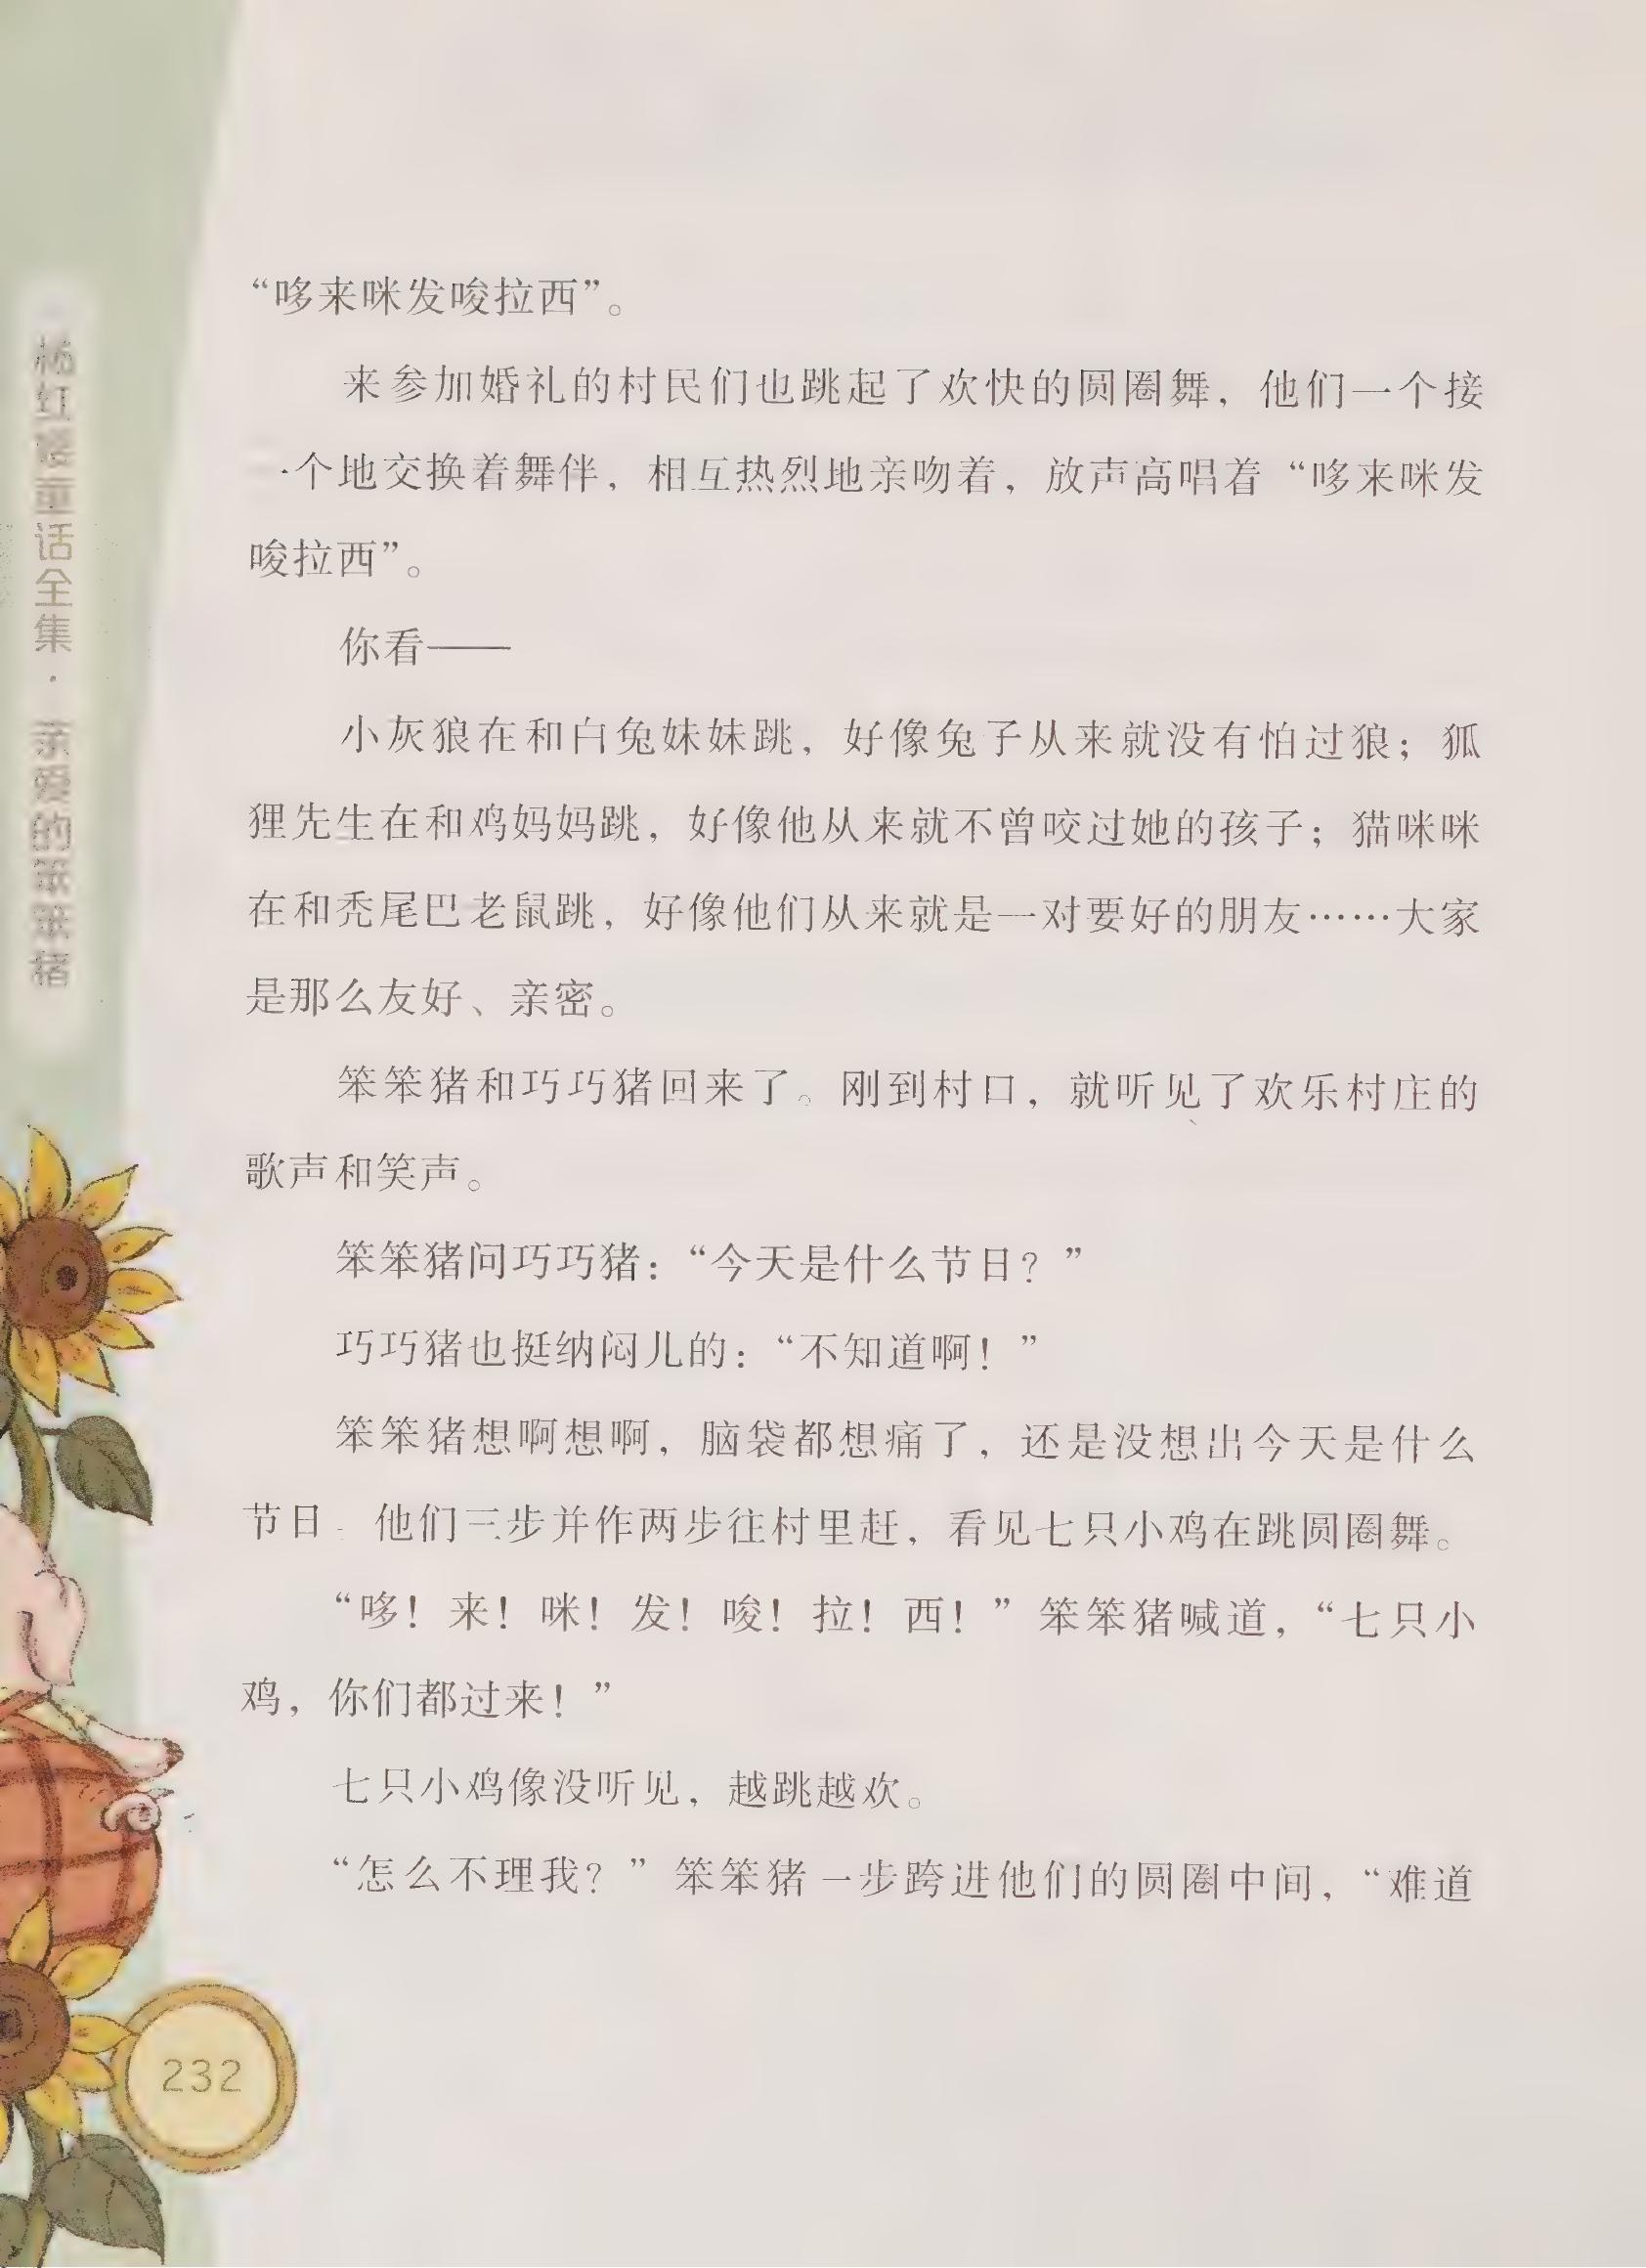 杨红樱童话全集·亲爱的笨笨猪
“哆来咪发唆拉西”。
来参加婚礼的村民们也跳起了欢快的圆圈舞，他们一个接
一个地交换着舞伴，相互热烈地亲吻着，放声高唱着“哆来咪发
唆拉西”。
你看——
小灰狼在和白兔妹妹跳，好像兔子从来就没有怕过狼；狐
狸先生在和鸡妈妈跳，好像他从来就不曾咬过她的孩子；猫咪咪
在和秃尾巴老鼠跳，好像他们从来就是一对要好的朋友……大家
是那么友好、亲密。
笨笨猪和巧巧猪回来了。刚到村口，就听见了欢乐村庄的
歌声和笑声。
笨笨猪问巧巧猪：“今天是什么节日？”
巧巧猪也挺纳闷儿的：“不知道啊！”
笨笨猪想啊想啊，脑袋都想痛了，还是没想出今天是什么
节日。他们三步并作两步往村里赶，看见七只小鸡在跳圆圈舞。
“哆！来！咪！发！唆！拉！西！”笨笨猪喊道，“七只小
鸡，你们都过来！”
七只小鸡像没听见，越跳越欢。
“怎么不理我？”笨笨猪一步跨进他们的圆圈中间，“难道
232